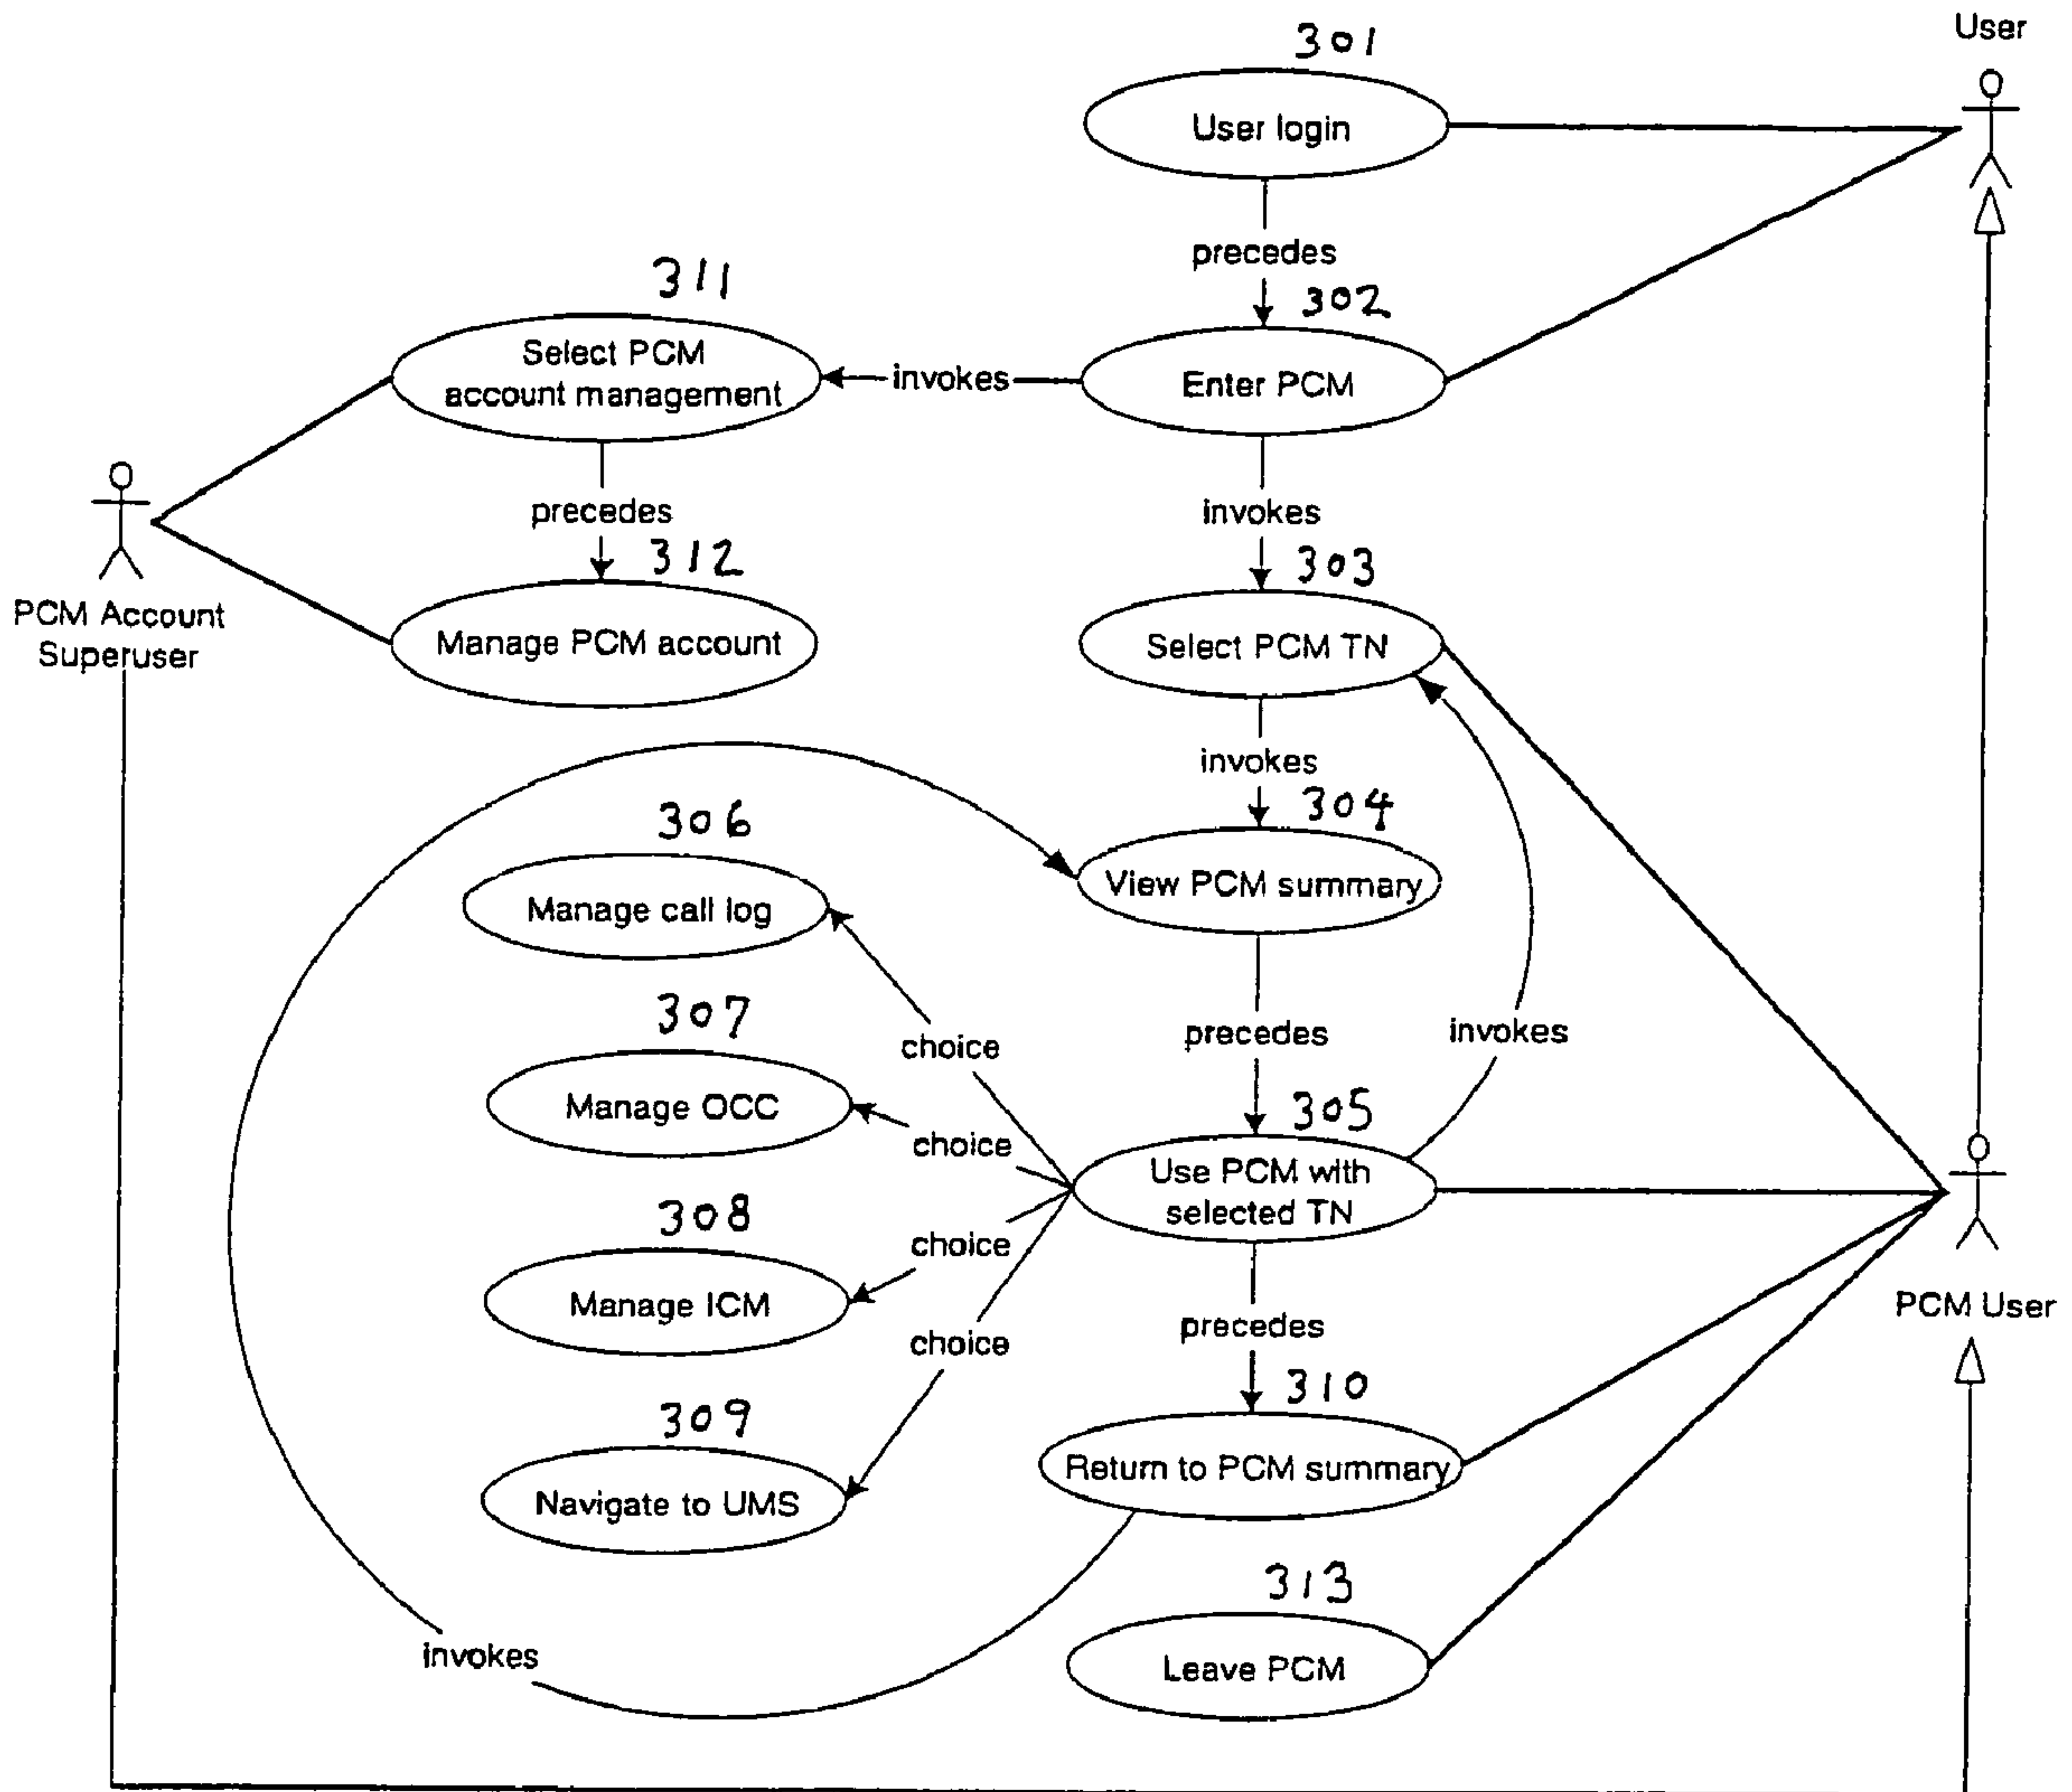 301
User
User login
precedes
302
311
Select PCM
account management
invokes
Enter PCM
precedes
312
invokes
303
PCM Account
Superuser
Manage PCM account
Select PCM TN
invokes
304
306
View PCM summary
Manage call log
307
choice
precedes
invokes
305
Manage OCC
choice
Use PCM with
selected TN
308
choice
Manage ICM
PCM User
choice
precedes
310
309
Return to PCM summary
Navigate to UMS
313
invokes
Leave PCM